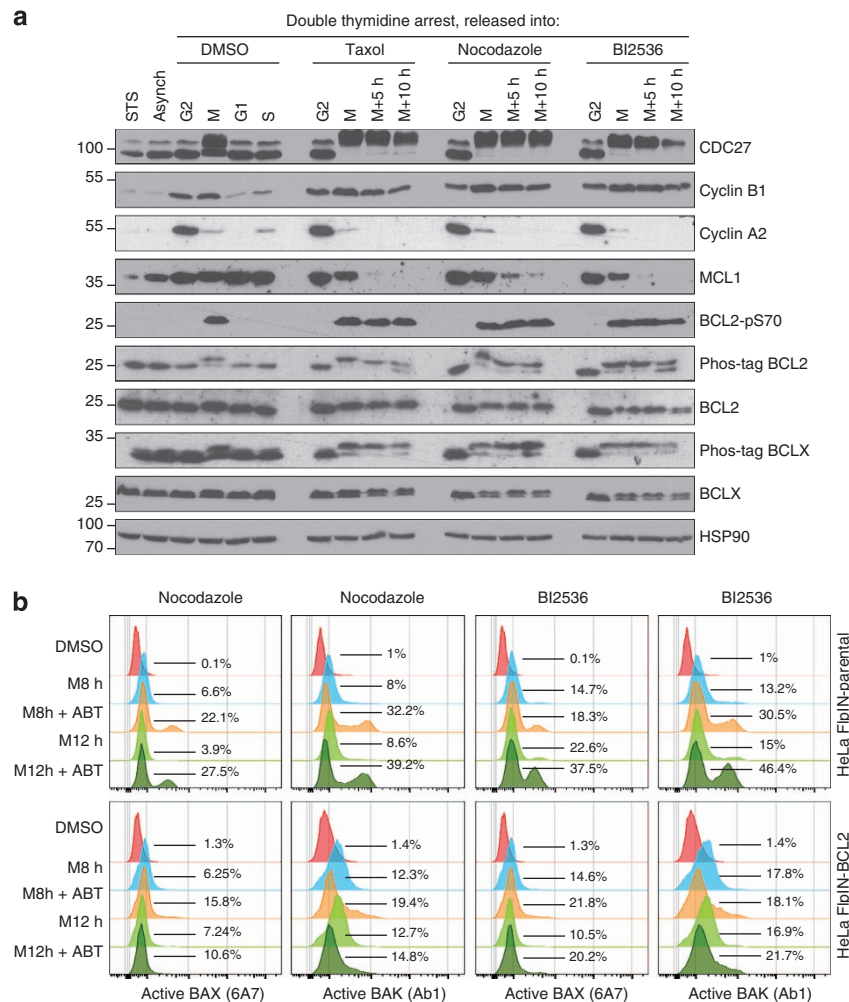 a
Double thymidine arrest, released into:
DMSO Taxol Nocodazole BI2536
STS Asynch G2 M G1 S G2 M M+5 h M+10 h G2 M M+5 h M+10 h G2 M M+5 h M+10 h
100 CDC27
55 Cyclin B1
55 Cyclin A2
35 MCL1
25 BCL2-pS70
25 Phos-tag BCL2
25 BCL2
35 Phos-tag BCLX
25 BCLX
100
70 HSP90
b
Nocodazole Nocodazole BI2536 BI2536
DMSO 0.1% 1% 0.1% 1%
M8 h 6.6% 8% 14.7% 13.2%
M8h + ABT 22.1% 32.2% 18.3% 30.5%
M12 h 3.9% 8.6% 22.6% 15%
M12h + ABT 27.5% 39.2% 37.5% 46.4%
HeLa FlpIN-parental
DMSO 1.3% 1.4% 1.3% 1.4%
M8 h 6.25% 12.3% 14.6% 17.8%
M8h + ABT 15.8% 19.4% 21.8% 18.1%
M12 h 7.24% 12.7% 10.5% 16.9%
M12h + ABT 10.6% 14.8% 20.2% 21.7%
HeLa FlpIN-BCL2
Active BAX (6A7) Active BAK (Ab1) Active BAX (6A7) Active BAK (Ab1)